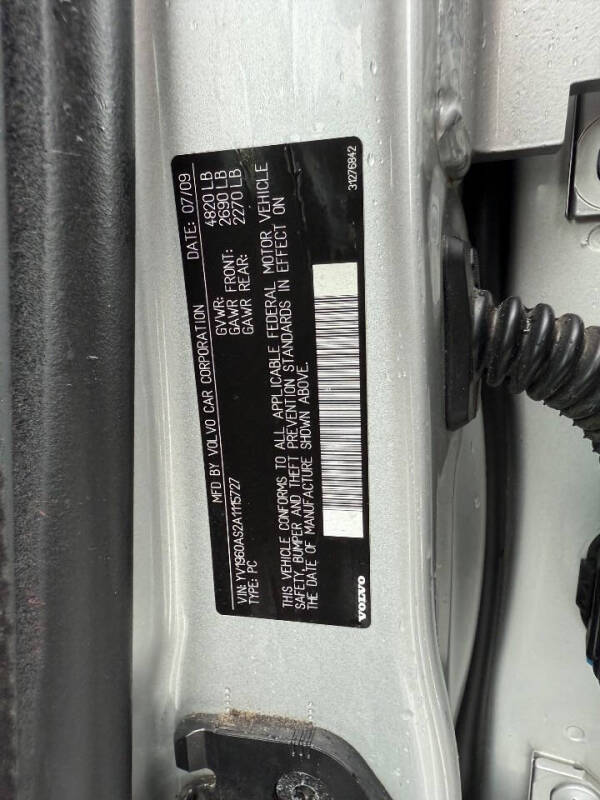 MFD BY VOLVO CAR CORPORATION DATE: 07/09
GVWR: 4820 LB
GAWR FRONT: 2690 LB
GAWR REAR: 2270 LB
VIN: YV1960AS2A1115727
TYPE: PC
THIS VEHICLE CONFORMS TO ALL APPLICABLE FEDERAL MOTOR VEHICLE
SAFETY, BUMPER AND THEFT PREVENTION STANDARDS IN EFFECT ON
THE DATE OF MANUFACTURE SHOWN ABOVE.
VOLVO 31276842